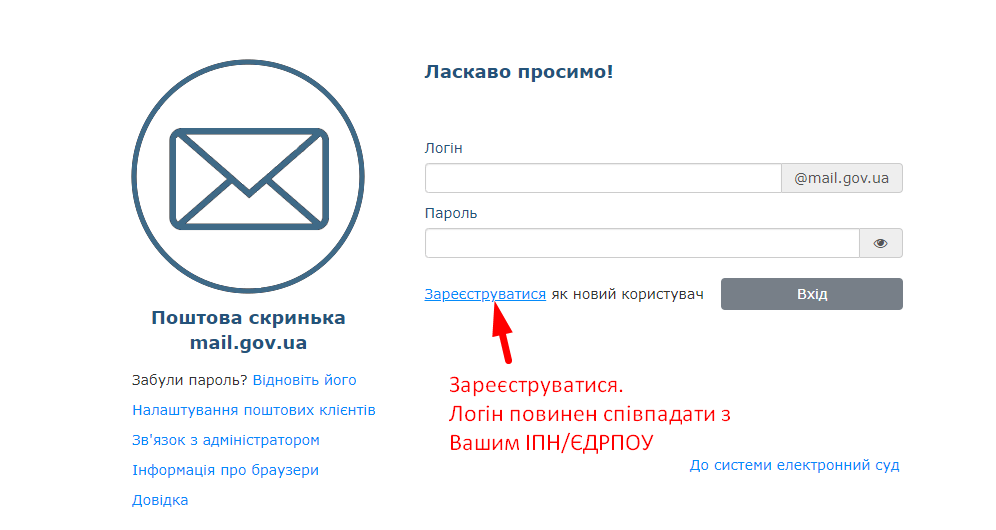 Ласкаво просимо!
Логін
@mail.gov.ua
Пароль
Зареєструватися як новий користувач
Вхід
Поштова скринька
mail.gov.ua
Забули пароль? Відновіть його
Налаштування поштових клієнтів
Зв'язок з адміністратором
Інформація про браузери
Довідка
Зареєструватися.
Логін повинен співпадати з
Вашим ІПН/ЄДРПОУ
До системи електронний суд